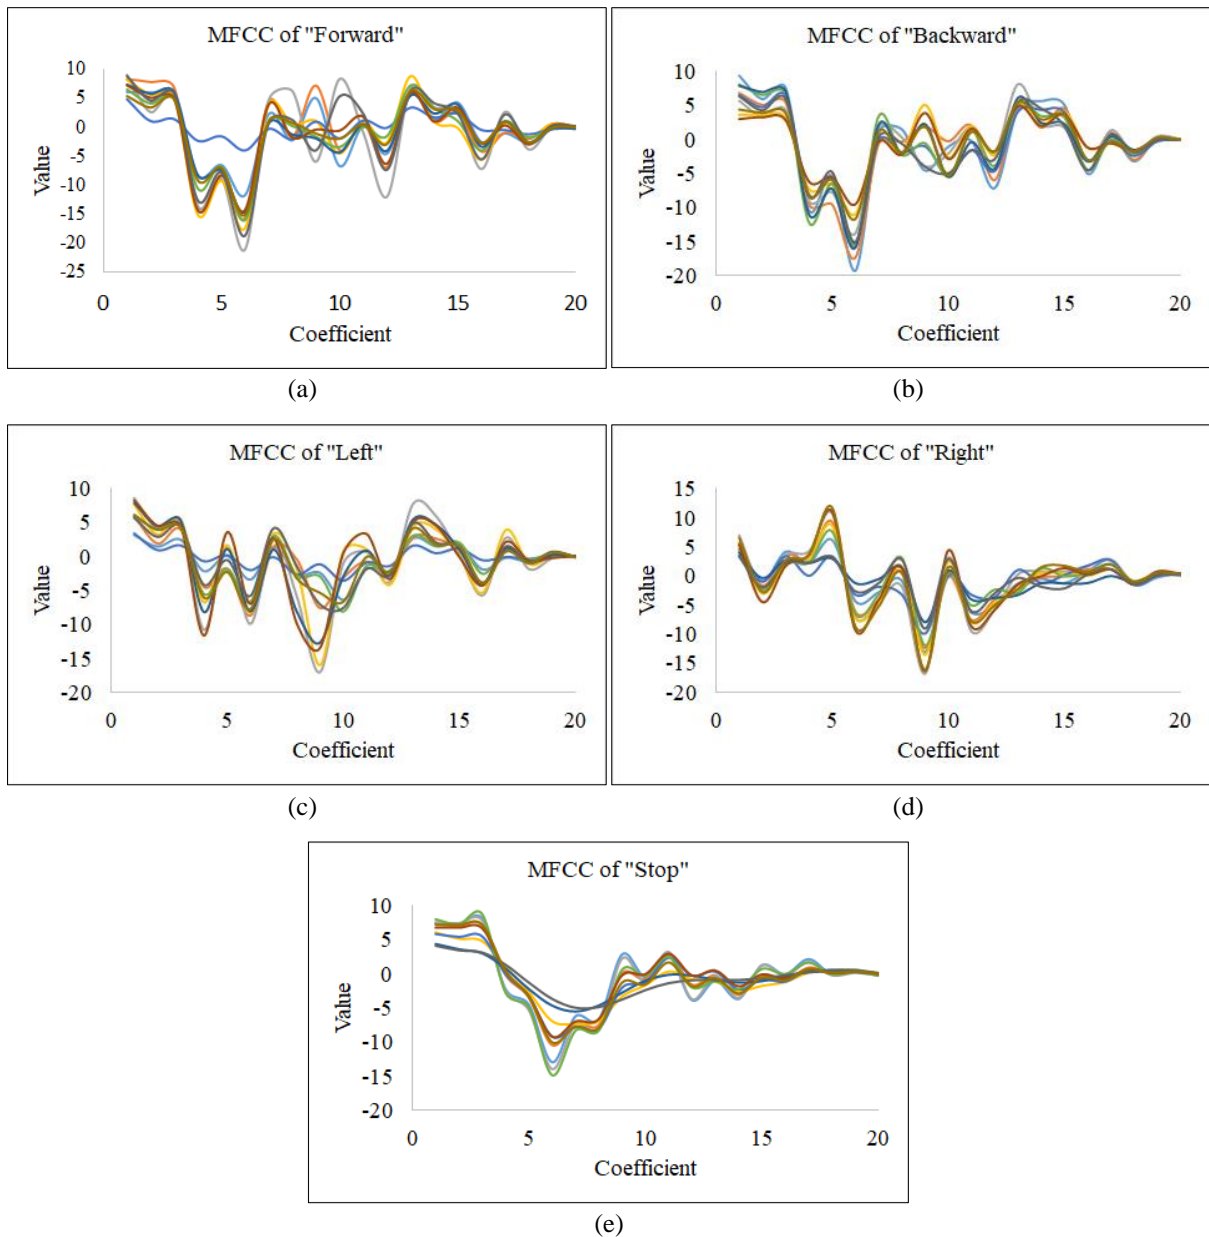 MFCC of "Forward"
10
5
0
-5
-10
-15
-20
-25
Value
0 5 10 15 20
Coefficient
(a)
MFCC of "Backward"
10
5
0
-5
-10
-15
-20
Value
0 5 10 15 20
Coefficient
(b)
MFCC of "Left"
10
5
0
-5
-10
-15
-20
Value
0 5 10 15 20
Coefficient
(c)
MFCC of "Right"
15
10
5
0
-5
-10
-15
-20
Value
0 5 10 15 20
Coefficient
(d)
MFCC of "Stop"
10
5
0
-5
-10
-15
-20
Value
0 5 10 15 20
Coefficient
(e)